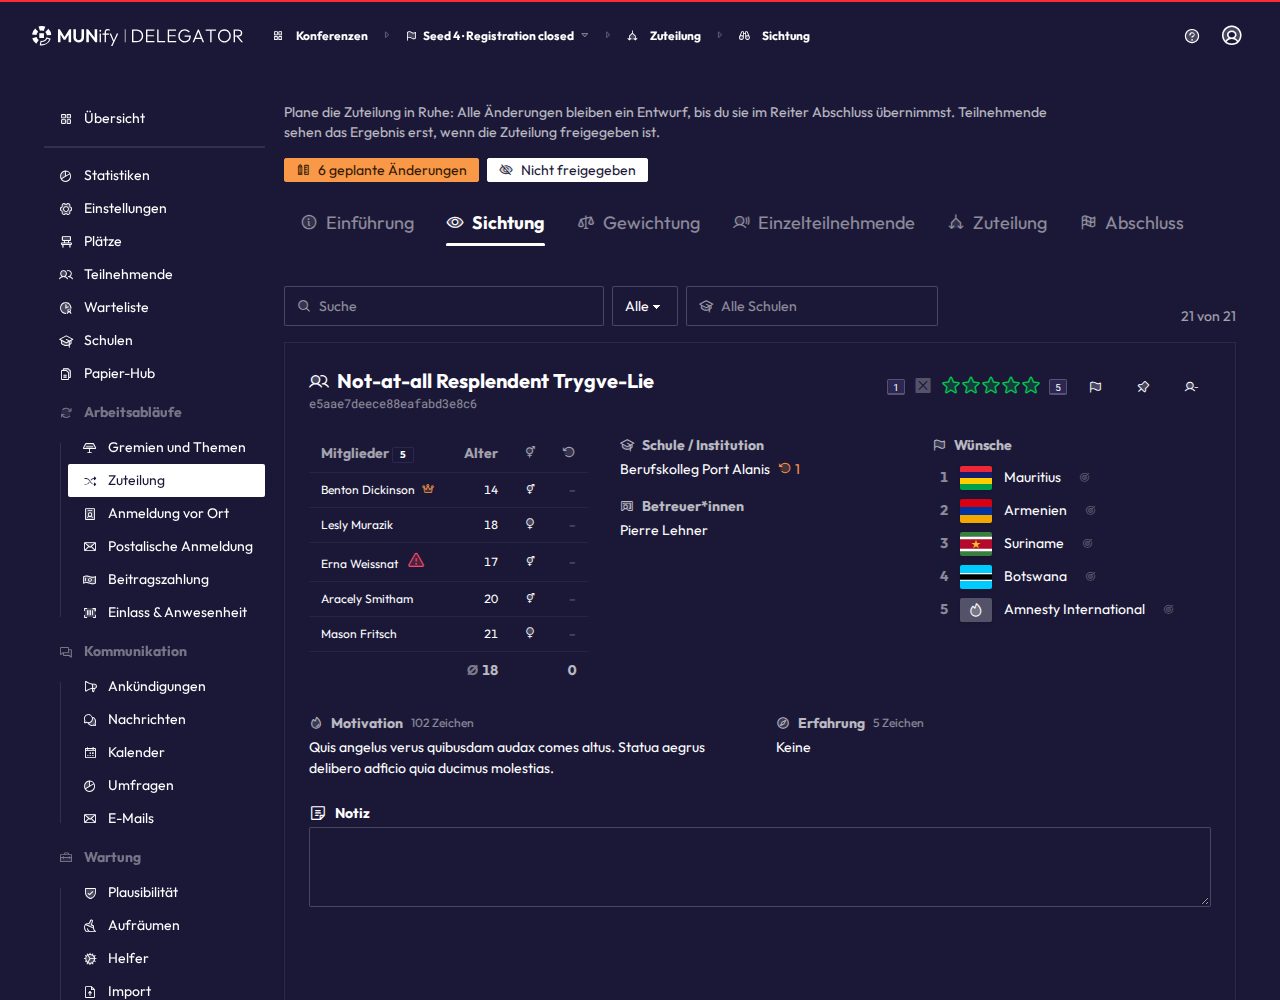 MUNify | DELEGATOR
Konferenzen
Seed 4 · Registration closed
Zuteilung
Sichtung
Übersicht
Statistiken
Einstellungen
Plätze
Teilnehmende
Warteliste
Schulen
Papier-Hub
Arbeitsabläufe
Gremien und Themen
Zuteilung
Anmeldung vor Ort
Postalische Anmeldung
Beitragszahlung
Einlass & Anwesenheit
Kommunikation
Ankündigungen
Nachrichten
Kalender
Umfragen
E-Mails
Wartung
Plausibilität
Aufräumen
Helfer
Import
Plane die Zuteilung in Ruhe: Alle Änderungen bleiben ein Entwurf, bis du sie im Reiter Abschluss übernimmst. Teilnehmende
sehen das Ergebnis erst, wenn die Zuteilung freigegeben ist.
6 geplante Änderungen
Nicht freigegeben
Einführung
Sichtung
Gewichtung
Einzelteilnehmende
Zuteilung
Abschluss
Suche
Alle
Alle Schulen
21 von 21
Not-at-all Resplendent Trygve-Lie
e5aae7deece88eafabd3e8c6
1
5
Mitglieder 5 Alter
Benton Dickinson 14 –
Lesly Murazik 18 –
Erna Weissnat 17 –
Aracely Smitham 20 –
Mason Fritsch 21 –
Ø 18 0
Schule / Institution
Berufskolleg Port Alanis 1
Betreuer*innen
Pierre Lehner
Wünsche
1 Mauritius
2 Armenien
3 Suriname
4 Botswana
5 Amnesty International
Motivation 102 Zeichen
Quis angelus verus quibusdam audax comes altus. Statua aegrus
delibero adficio quia ducimus molestias.
Erfahrung 5 Zeichen
Keine
Notiz